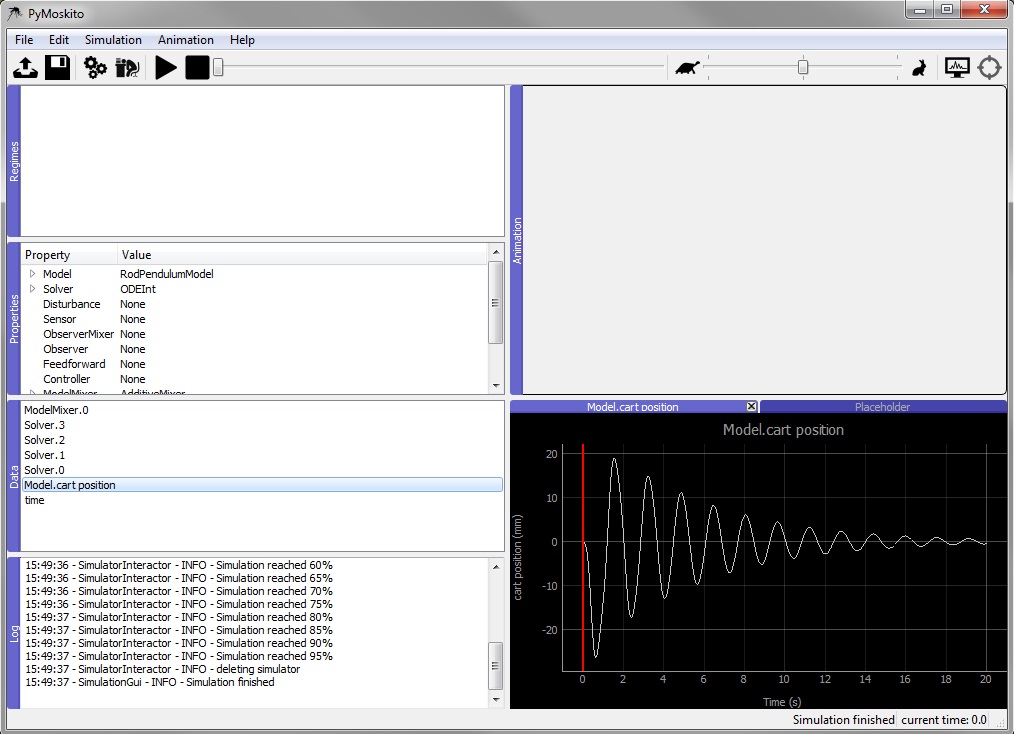 PyMoskito
File Edit Simulation Animation Help
Regimes
Animation
Properties
Property Value
Model RodPendulumModel
Solver ODEInt
Disturbance None
Sensor None
ObserverMixer None
Observer None
Feedforward None
Controller None
ModelMixer AdditiveMixer
Data
ModelMixer.0
Solver.3
Solver.2
Solver.1
Solver.0
Model.cart position
time
Log
15:49:36 - SimulatorInteractor - INFO - Simulation reached 60%
15:49:36 - SimulatorInteractor - INFO - Simulation reached 65%
15:49:36 - SimulatorInteractor - INFO - Simulation reached 70%
15:49:36 - SimulatorInteractor - INFO - Simulation reached 75%
15:49:37 - SimulatorInteractor - INFO - Simulation reached 80%
15:49:37 - SimulatorInteractor - INFO - Simulation reached 85%
15:49:37 - SimulatorInteractor - INFO - Simulation reached 90%
15:49:37 - SimulatorInteractor - INFO - Simulation reached 95%
15:49:37 - SimulatorInteractor - INFO - deleting simulator
15:49:37 - SimulationGui - INFO - Simulation finished
Model.cart position Placeholder
Model.cart position
cart position (mm)
20
10
0
-10
-20
0 2 4 6 8 10 12 14 16 18 20
Time (s)
Simulation finished current time: 0.0